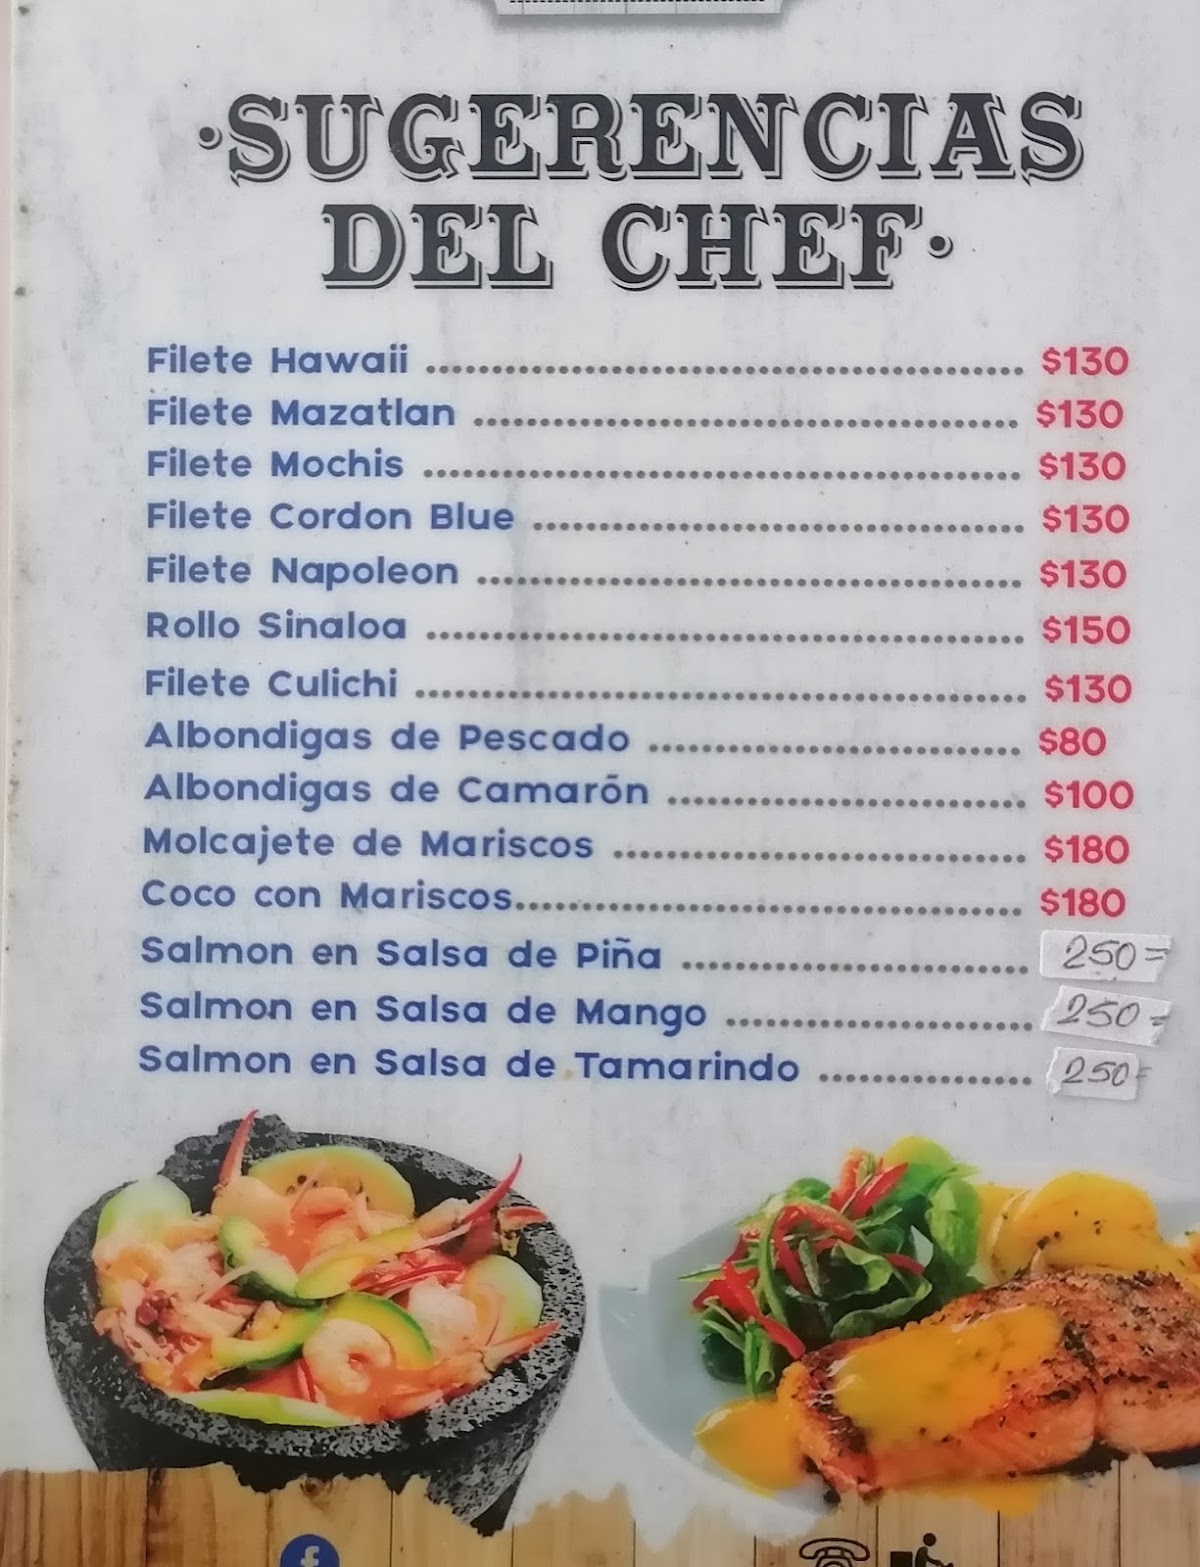 ·SUGERENCIAS
DEL CHEF·
Filete Hawaii ............................................. $130
Filete Mazatlan ......................................... $130
Filete Mochis ............................................. $130
Filete Cordon Blue ..................................... $130
Filete Napoleon ......................................... $130
Rollo Sinaloa ............................................. $150
Filete Culichi .............................................. $130
Albondigas de Pescado ............................ $80
Albondigas de Camarõn ........................... $100
Molcajete de Mariscos ............................... $180
Coco con Mariscos...................................... $180
Salmon en Salsa de Piña .......................... 250=
Salmon en Salsa de Mango ....................... 250=
Salmon en Salsa de Tamarindo ................ 250=